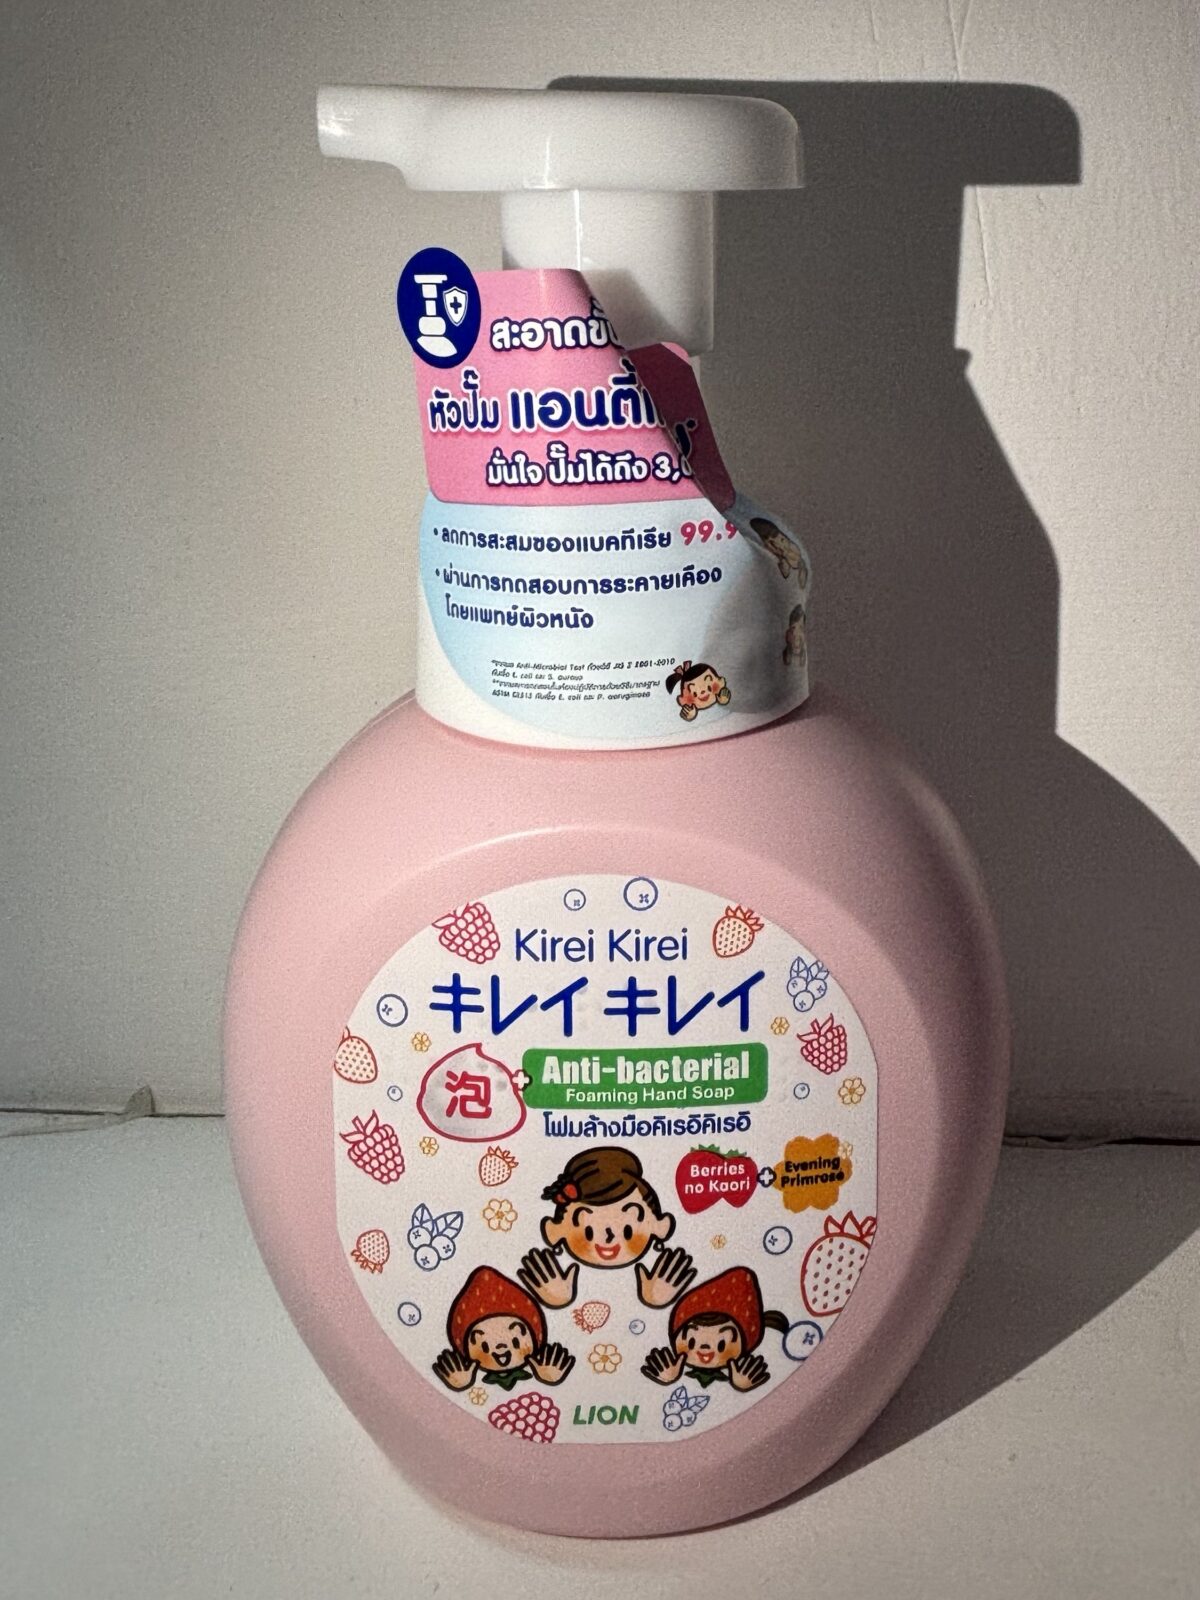 สะอาดขั้
หัวปั๊ม แอนตี้แ
มั่นใจ ปั๊มได้ถึง 3,0
• ลดการสะสมของแบคทีเรีย 99.9
• ผ่านการทดสอบการระคายเคือง
โดยแพทย์ผิวหนัง
Kirei Kirei
キレイキレイ
泡 + Anti-bacterial
Foaming Hand Soap
โฟมล้างมือคิเรอิคิเรอิ
Berries no Kaori + Evening Primrose
LION